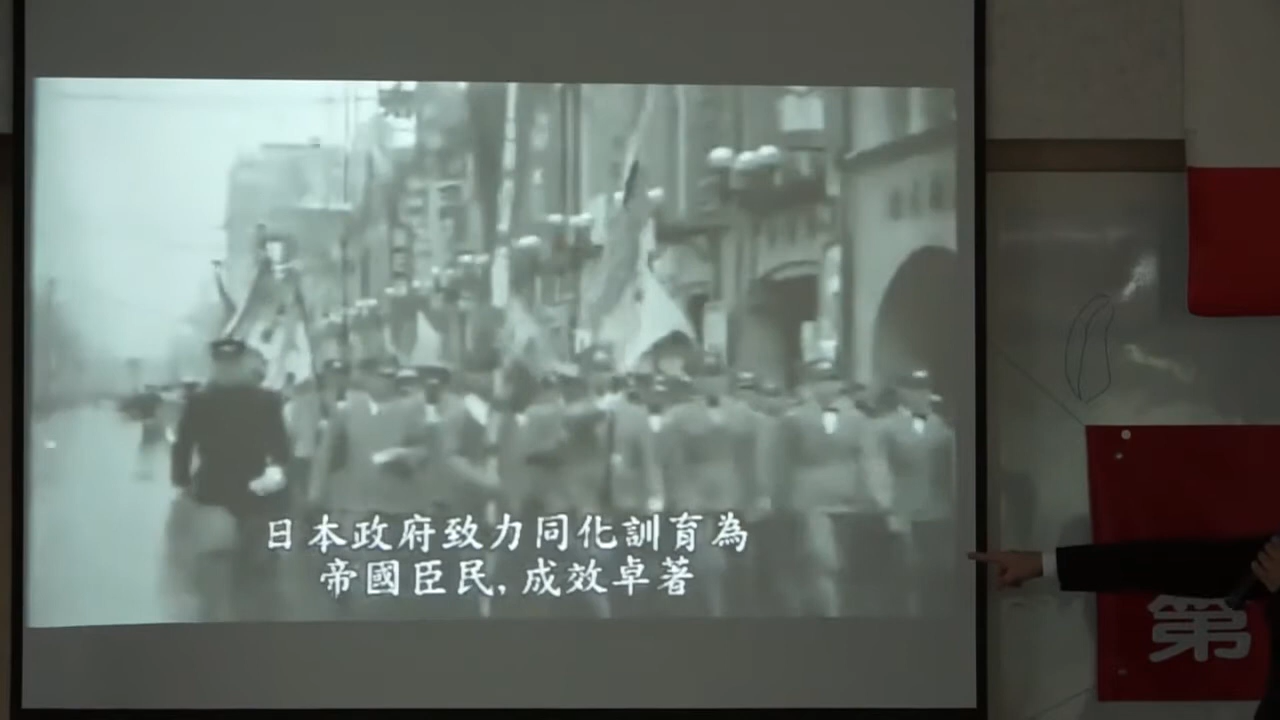 日本政府致力同化訓育為
帝國臣民,成效卓著
第